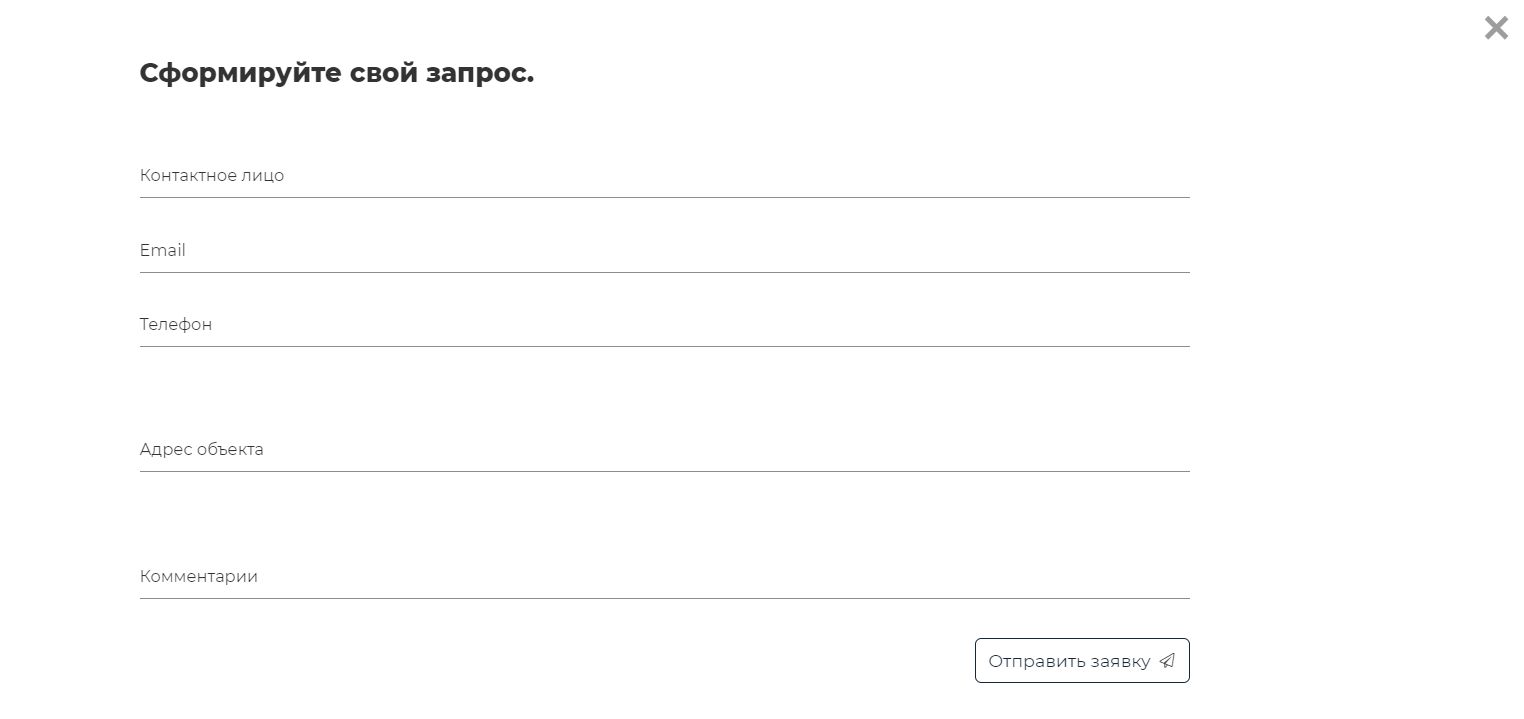 Сформируйте свой запрос.
Контактное лицо
Email
Телефон
Адрес объекта
Комментарии
Отправить заявку